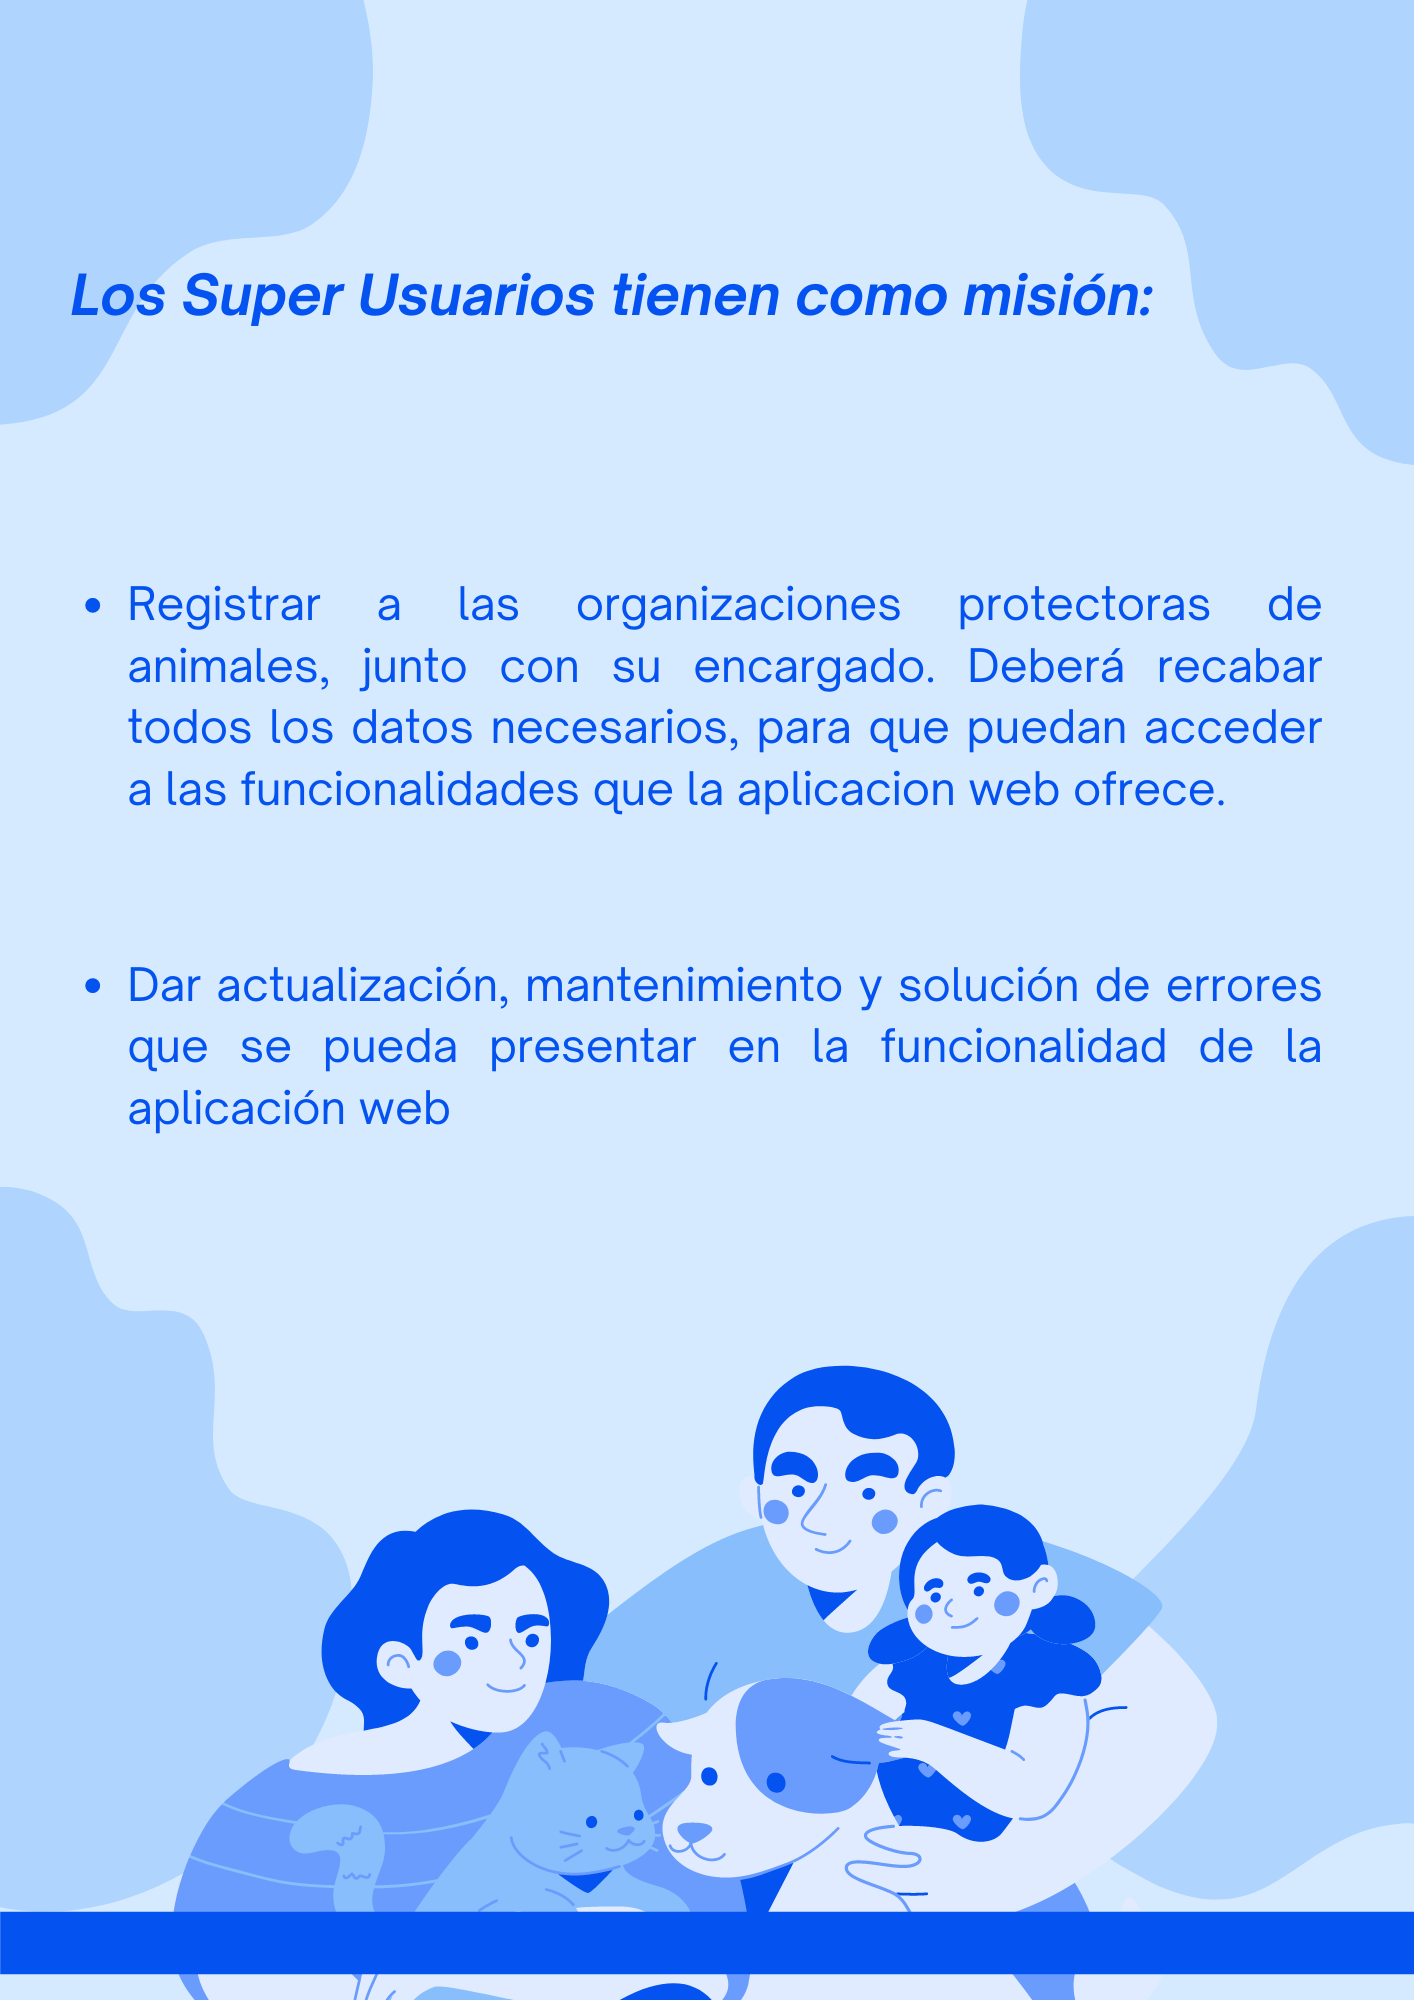 Los Super Usuarios tienen como misión:
• Registrar a las organizaciones protectoras de
animales, junto con su encargado. Deberá recabar
todos los datos necesarios, para que puedan acceder
a las funcionalidades que la aplicacion web ofrece.
• Dar actualización, mantenimiento y solución de errores
que se pueda presentar en la funcionalidad de la
aplicación web